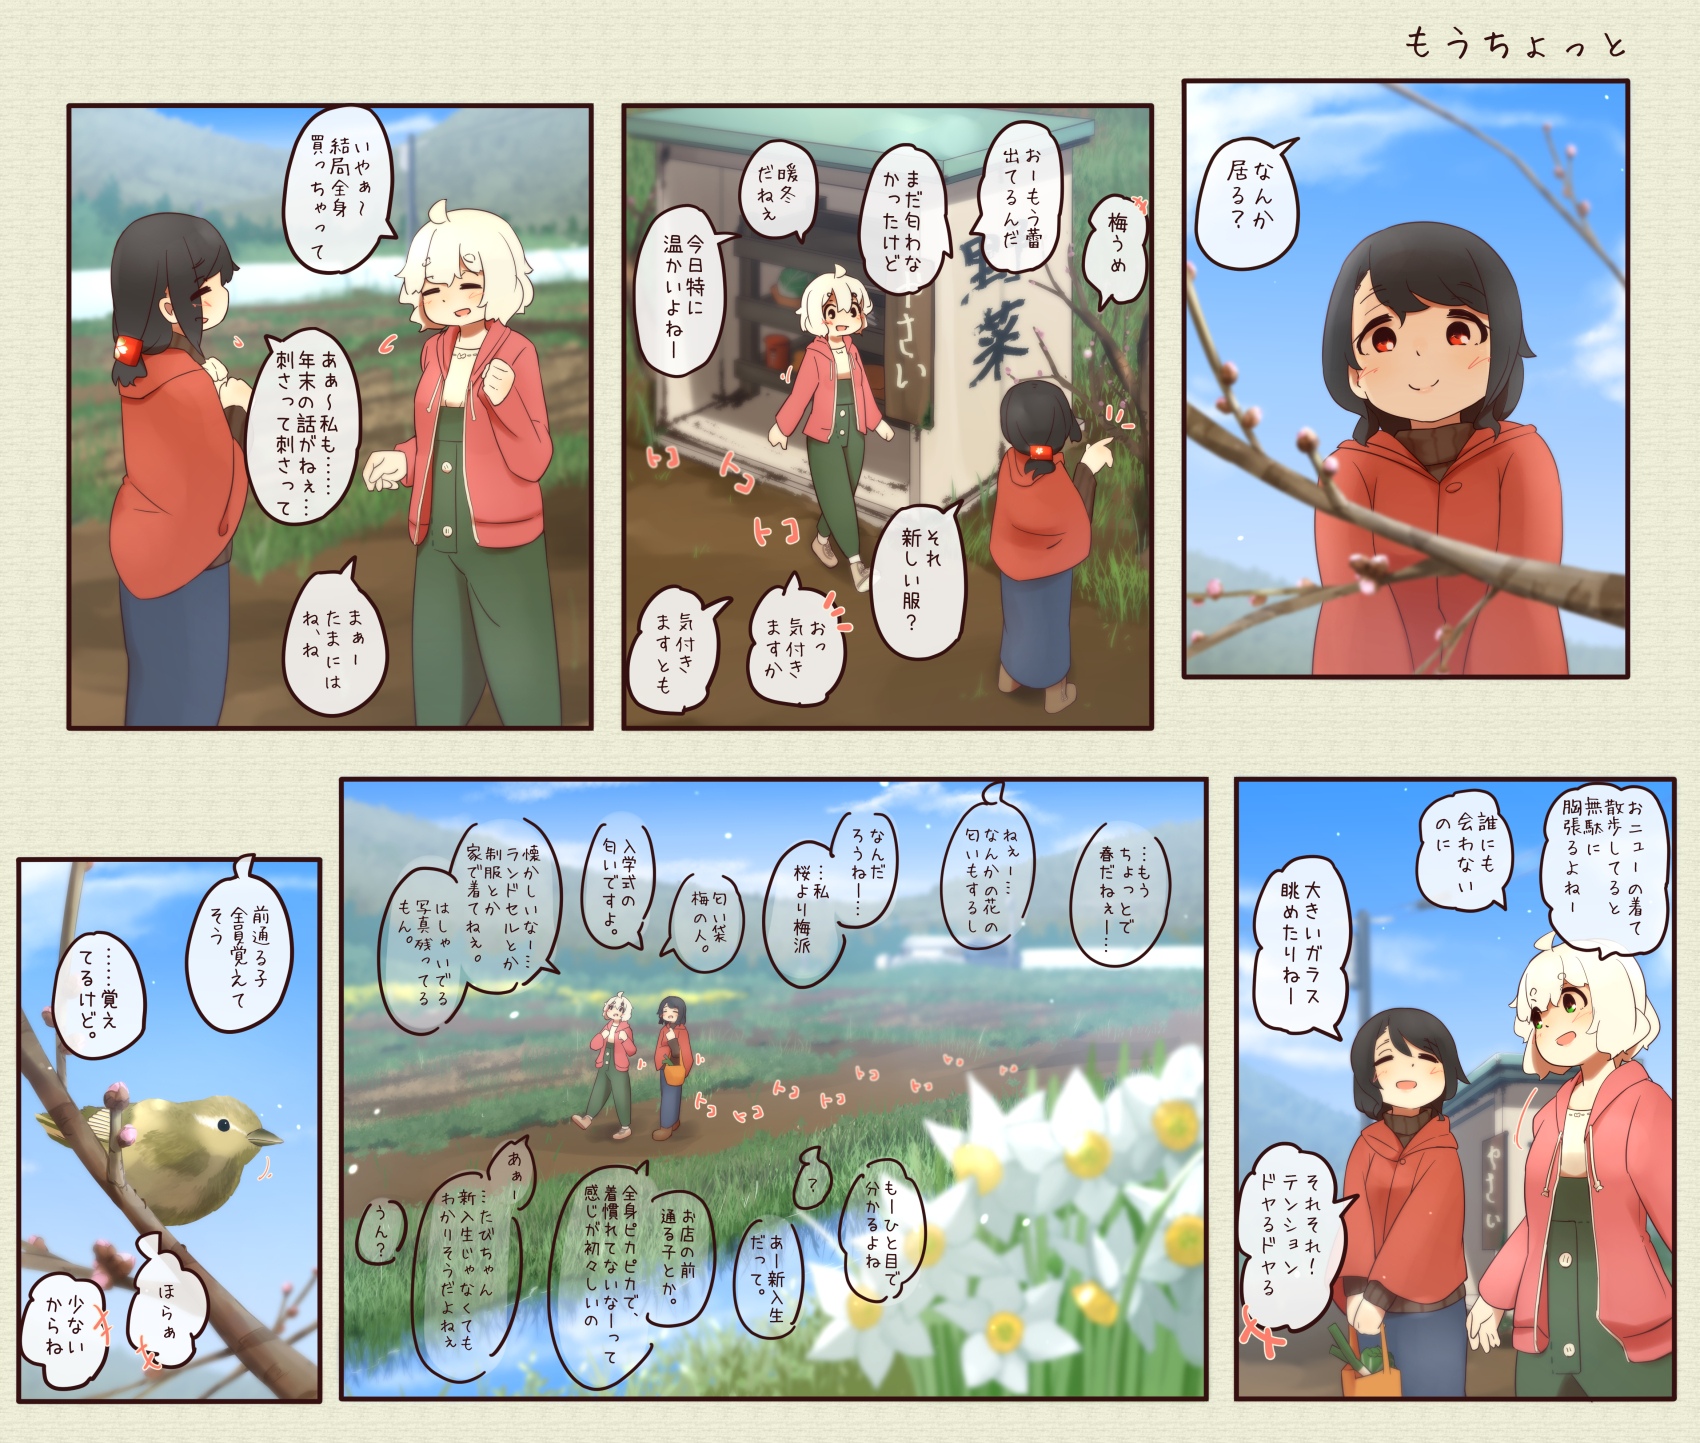 もうちょっと
なんか
居る？
梅うめ
おーもう蕾
出てるんだ
まだ匂わな
かったけど
暖冬
だねぇ
今日特に
温かいよねー
野菜
さい
それ
新しい服？
おっ
気付き
ますか
気付き
ますとも
いやぁ〜
結局全身
買っちゃって
ああ〜私も……
年末の話がねぇ…
刺さって刺さって
まぁー
たまには
ね、ね
おニューの着て
散歩してると
無駄に
胸張るよねー
誰にも
会わない
のに
大きいガラス
眺めたりねー
それそれ！
テンション
ドヤるドヤる
…もう
ちょっとで
春だねぇー…
ねぇー…
なんかの花の
匂いもするし
なんだ
ろうねー…
…私
桜より梅派
匂い袋
梅の人。
入学式の
匂いですよ。
懐かしいなー…
ランドセルとか
制服とか
家で着てねぇ。
はしゃいでる
写真残ってる
もん。
もーひと目で
分かるよね
？
あー新入生
だって。
お店の前
通る子とか。
全身ピカピカで、
着慣れてないなーって
感じが初々しいの
あぁー
…たびちゃん
新入生じゃなくても
わかりそうだよねぇ
うん？
前通る子
全員覚えて
そう
……覚え
てるけど。
ほらぁ
少ない
からね